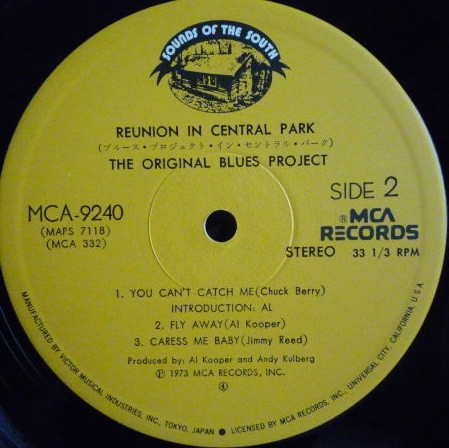 SOUNDS OF THE SOUTH
REUNION IN CENTRAL PARK
(ブルース・プロジェクト・イン・セントラル・パーク)
THE ORIGINAL BLUES PROJECT
MCA-9240
(MAPS 7118)
(MCA 332)
SIDE 2
® MCA
RECORDS
STEREO 33 1/3 RPM
1. YOU CAN'T CATCH ME(Chuck Berry)
INTRODUCTION: AL
2. FLY AWAY(Al Kooper)
3. CARESS ME BABY(Jimmy Reed)
Produced by: Al Kooper and Andy Kulberg
Ⓟ 1973 MCA RECORDS, INC.
④
MANUFACTURED BY VICTOR MUSICAL INDUSTRIES, INC. TOKYO, JAPAN ● LICENSED BY MCA RECORDS, INC., UNIVERSAL CITY, CALIFORNIA, U.S.A.